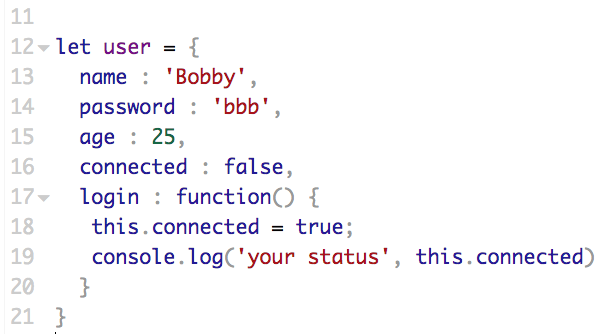 11
12 let user = {
13 name : 'Bobby',
14 password : 'bbb',
15 age : 25,
16 connected : false,
17 login : function() {
18 this.connected = true;
19 console.log('your status', this.connected)
20 }
21 }